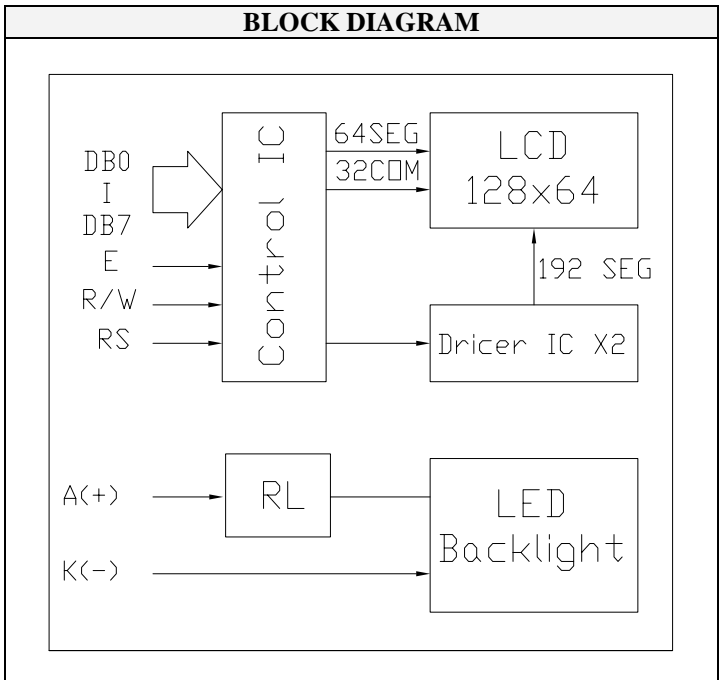 BLOCK DIAGRAM
DB0
I
DB7
E
R/W
RS
Control IC
64SEG
32COM
LCD
128x64
192 SEG
Dricer IC X2
A(+)
RL
K(-)
LED
Backlight